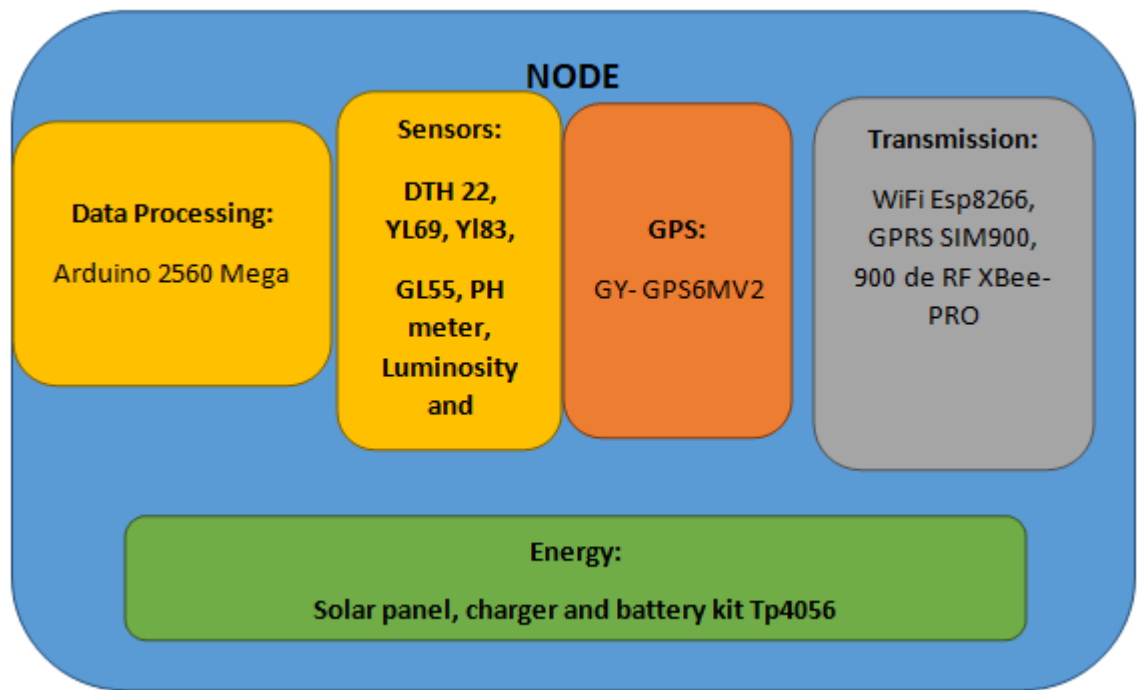 NODE
Data Processing:
Arduino 2560 Mega
Sensors:
DTH 22,
YL69, Yl83,
GL55, PH
meter,
Luminosity
and
GPS:
GY- GPS6MV2
Transmission:
WiFi Esp8266,
GPRS SIM900,
900 de RF XBee-
PRO
Energy:
Solar panel, charger and battery kit Tp4056